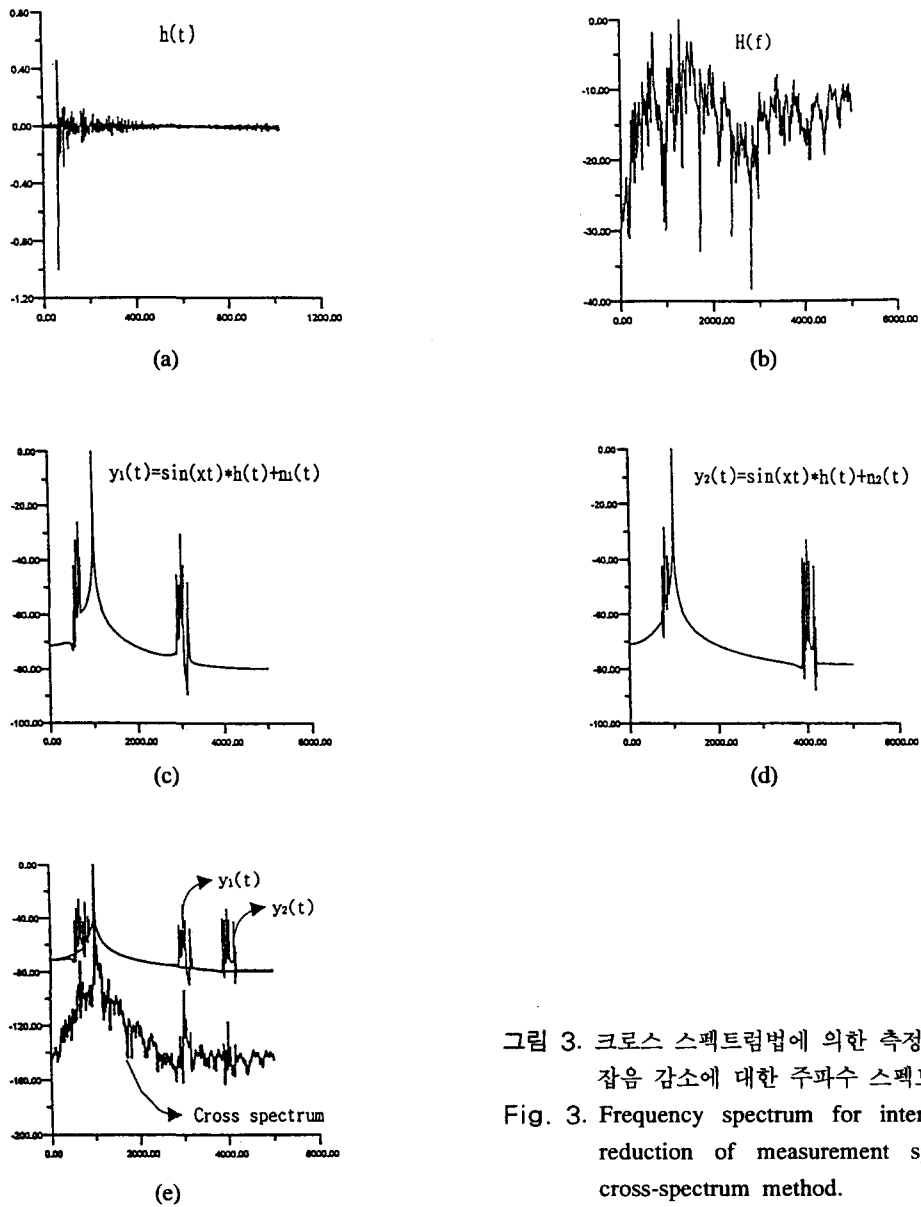 h(t)
0.80
0.40
0.00
-0.40
-0.80
-1.20
0.00 400.00 800.00 1200.00
(a)
H(f)
0.00
-10.00
-20.00
-30.00
-40.00
0.00 2000.00 4000.00 6000.00
(b)
y₁(t)=sin(xt)*h(t)+n₁(t)
0.00
-20.00
-40.00
-60.00
-80.00
-100.00
0.00 2000.00 4000.00 6000.00
(c)
y₂(t)=sin(xt)*h(t)+n₂(t)
0.00
-20.00
-40.00
-60.00
-80.00
-100.00
0.00 2000.00 4000.00 6000.00
(d)
y₁(t)
y₂(t)
0.00
-40.00
-80.00
-120.00
-160.00
-200.00
Cross spectrum
0.00 2000.00 4000.00 6000.00
(e)
그림 3. 크로스 스펙트럼법에 의한 측정
잡음 감소에 대한 주파수
Fig. 3. Frequency spectrum for
reduction of measurement
cross-spectrum method.